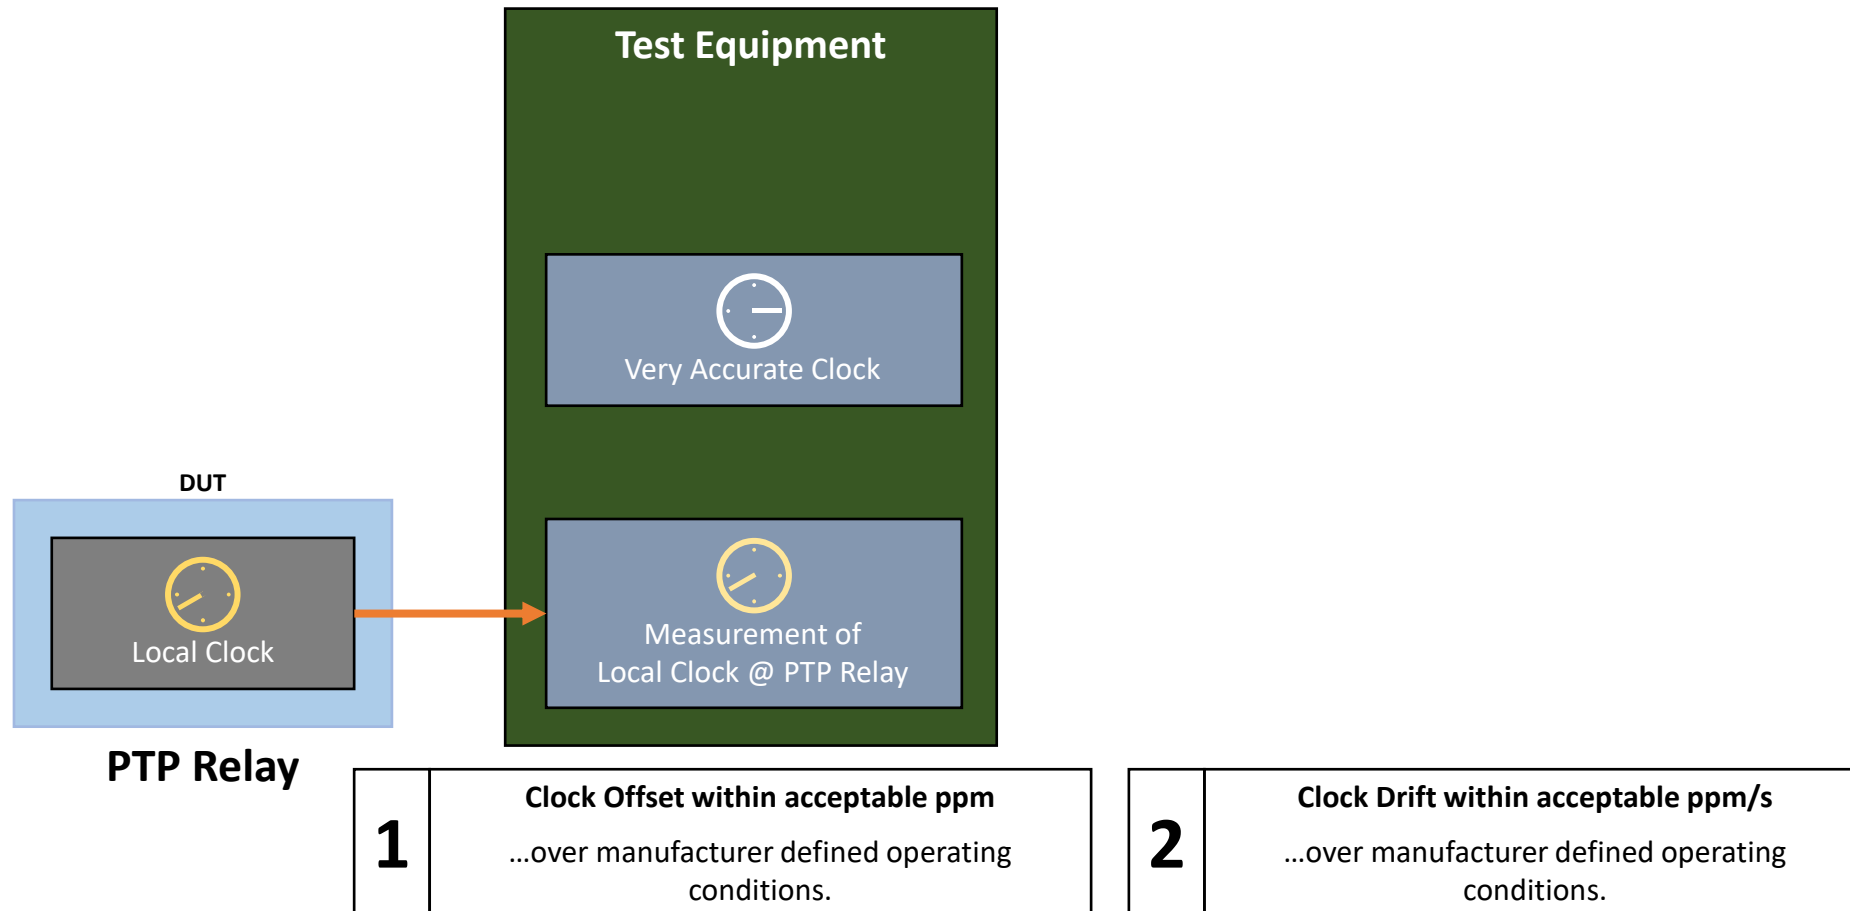 Test Equipment
Very Accurate Clock
DUT
Local Clock
Measurement of
Local Clock @ PTP Relay
PTP Relay
1
Clock Offset within acceptable ppm
...over manufacturer defined operating
conditions.
2
Clock Drift within acceptable ppm/s
...over manufacturer defined operating
conditions.